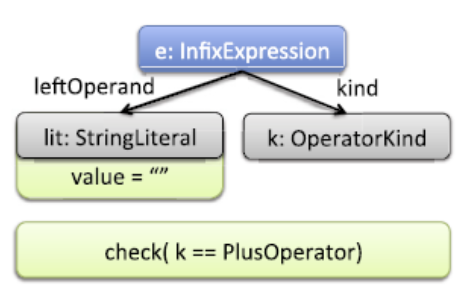 e: InfixExpression
leftOperand
kind
lit: StringLiteral
k: OperatorKind
value = “”
check( k == PlusOperator)